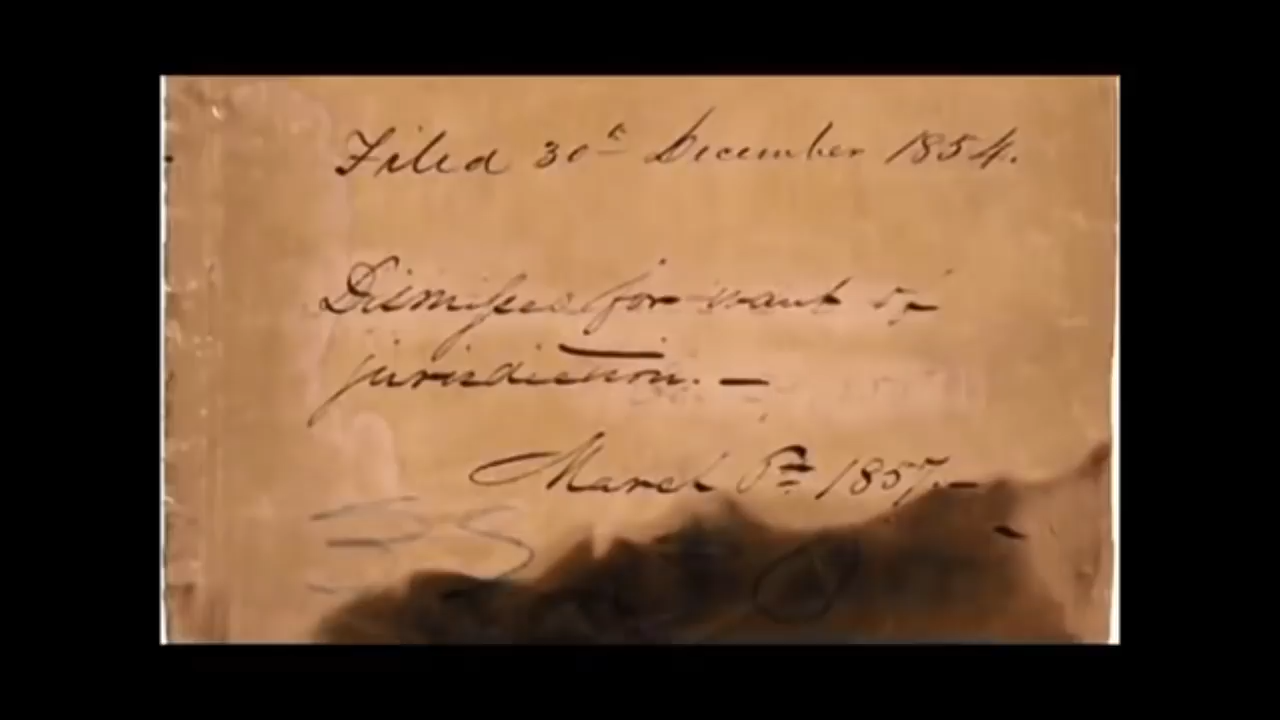 Filed 30th December 1854.
Dismissed for want of
jurisdiction. —
March 6th 1857. —